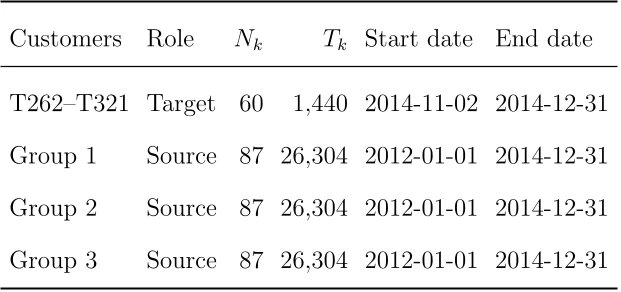 Customers Role Nk Tk Start date End date
T262–T321 Target 60 1,440 2014-11-02 2014-12-31
Group 1 Source 87 26,304 2012-01-01 2014-12-31
Group 2 Source 87 26,304 2012-01-01 2014-12-31
Group 3 Source 87 26,304 2012-01-01 2014-12-31